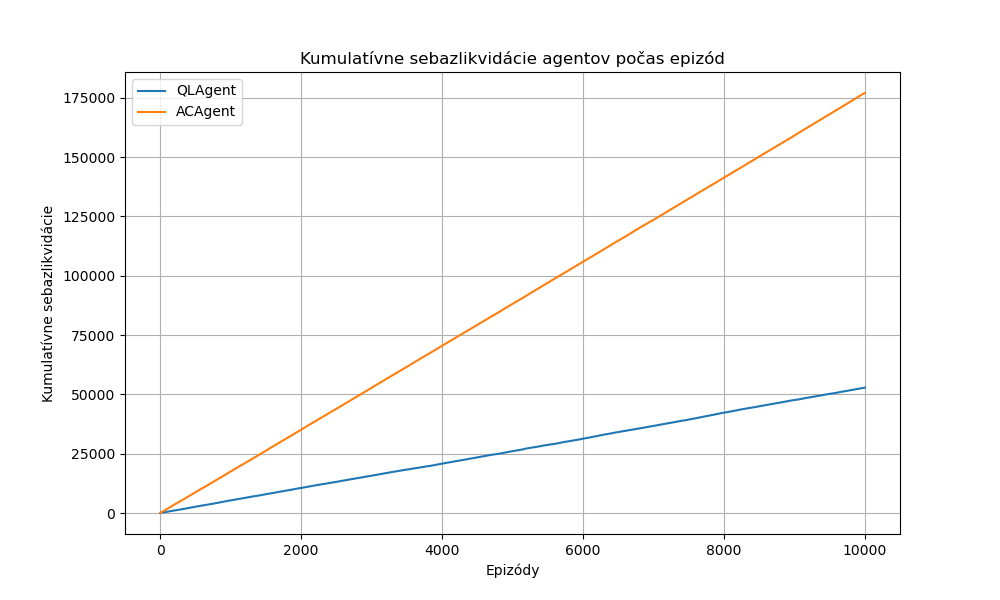 Kumulatívne sebazlikvidácie agentov počas epizód
QLAgent
ACAgent
Kumulatívne sebazlikvidácie
175000
150000
125000
100000
75000
50000
25000
0
0 2000 4000 6000 8000 10000
Epizódy